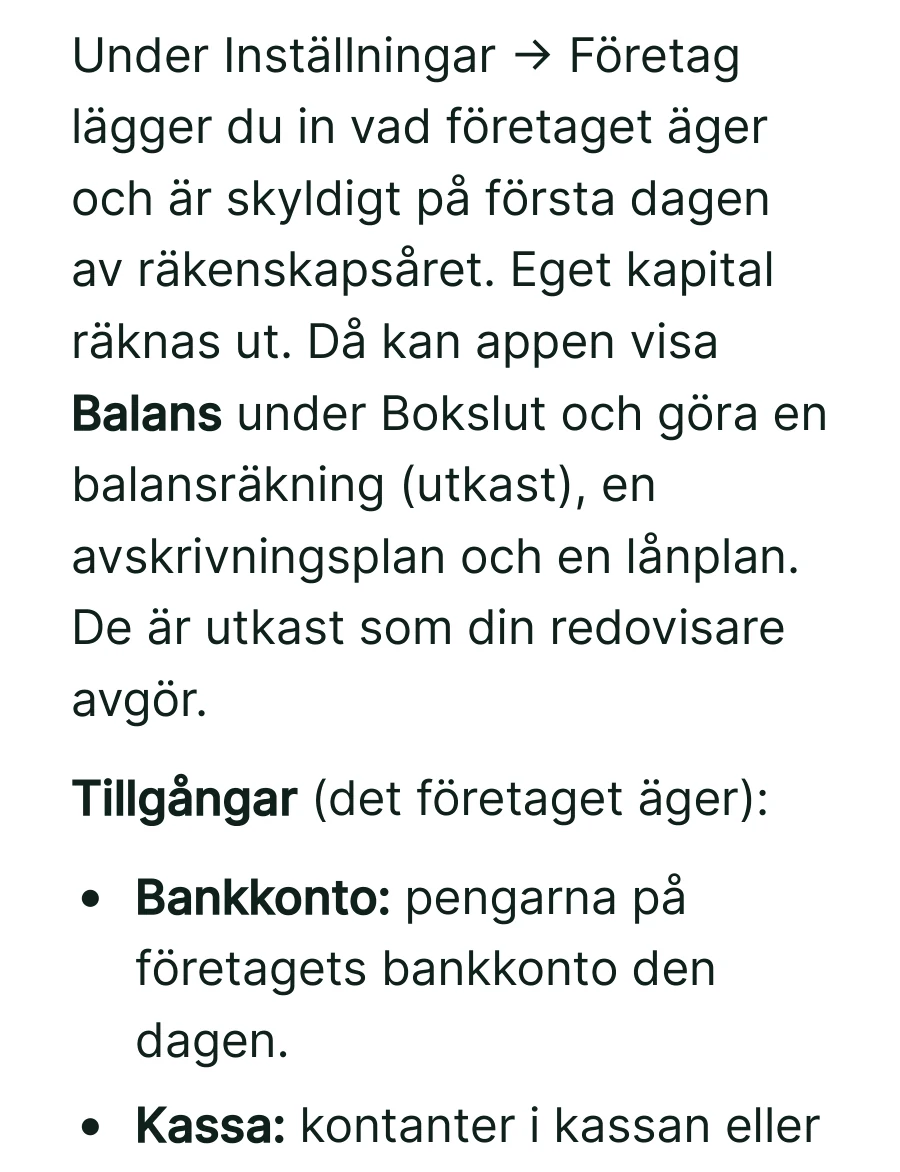 Under Inställningar → Företag
lägger du in vad företaget äger
och är skyldigt på första dagen
av räkenskapsåret. Eget kapital
räknas ut. Då kan appen visa
Balans under Bokslut och göra en
balansräkning (utkast), en
avskrivningsplan och en lånplan.
De är utkast som din redovisare
avgör.
Tillgångar (det företaget äger):
• Bankkonto: pengarna på
företagets bankkonto den
dagen.
• Kassa: kontanter i kassan eller